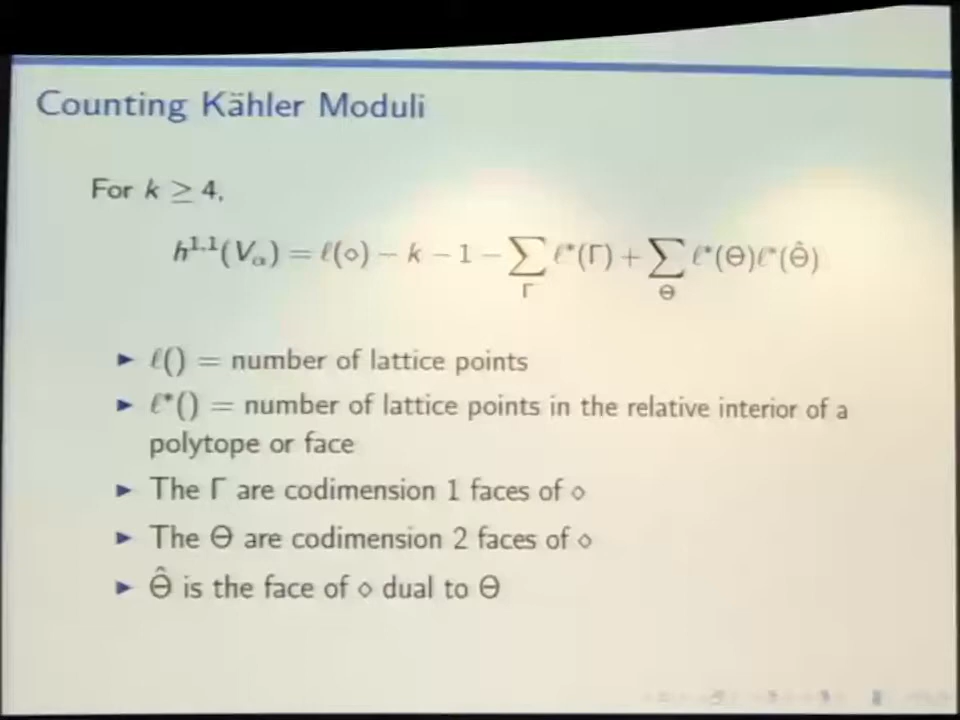 Counting Kähler Moduli
For k ≥ 4,
h^{1,1}(V_α) = ℓ(⋄) − k − 1 − ∑_Γ ℓ*(Γ) + ∑_Θ ℓ*(Θ)ℓ*(Θ̂)
▶ ℓ() = number of lattice points
▶ ℓ*() = number of lattice points in the relative interior of a
polytope or face
▶ The Γ are codimension 1 faces of ⋄
▶ The Θ are codimension 2 faces of ⋄
▶ Θ̂ is the face of ⋄ dual to Θ